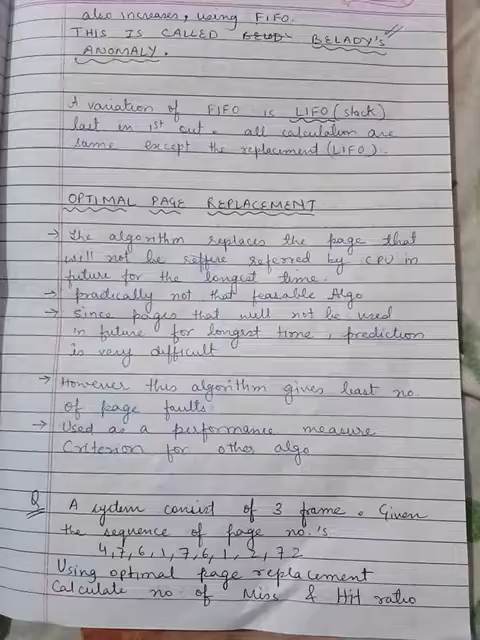 also increases, using FIFO.
THIS IS CALLED BELADY's
ANOMALY.
A variation of FIFO is LIFO (stack)
last in 1st out. all calculation are
same except the replacement (LIFO).
OPTIMAL PAGE REPLACEMENT
→ The algorithm replaces the page that
will not be referred by CPU in
future for the longest time.
→ practically not that feasable Algo
→ since pages that will not be used
in future for longest time, prediction
is very difficult
→ However this algorithm gives least no.
of page faults.
→ Used as a performance measure
Criterion for other algo
Q A system consist of 3 frame. Given
the sequence of page no.'s
4,7,6,1,7,6,1,2,72
Using optimal page replacement
Calculate no of Miss & Hit ratio